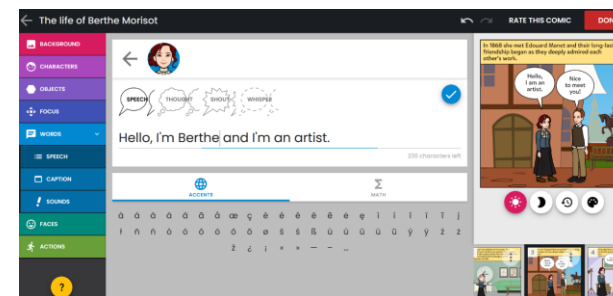 The life of Berthe Morisot
RATE THIS COMIC
DON
BACKGROUND
CHARACTERS
OBJECTS
FOCUS
WORDS
SPEECH
CAPTION
SOUNDS
FACES
ACTIONS
?
SPEECH
THOUGHT
SHOUT
WHISPER
Hello, I'm Berthe and I'm an artist.
235 characters left
ACCENTS
Σ
MATH
In 1868 she met Edouard Manet and their long-last
friendship began as they deeply admired each
other's work.
Hello,
I am an
artist.
Nice
to meet
you!